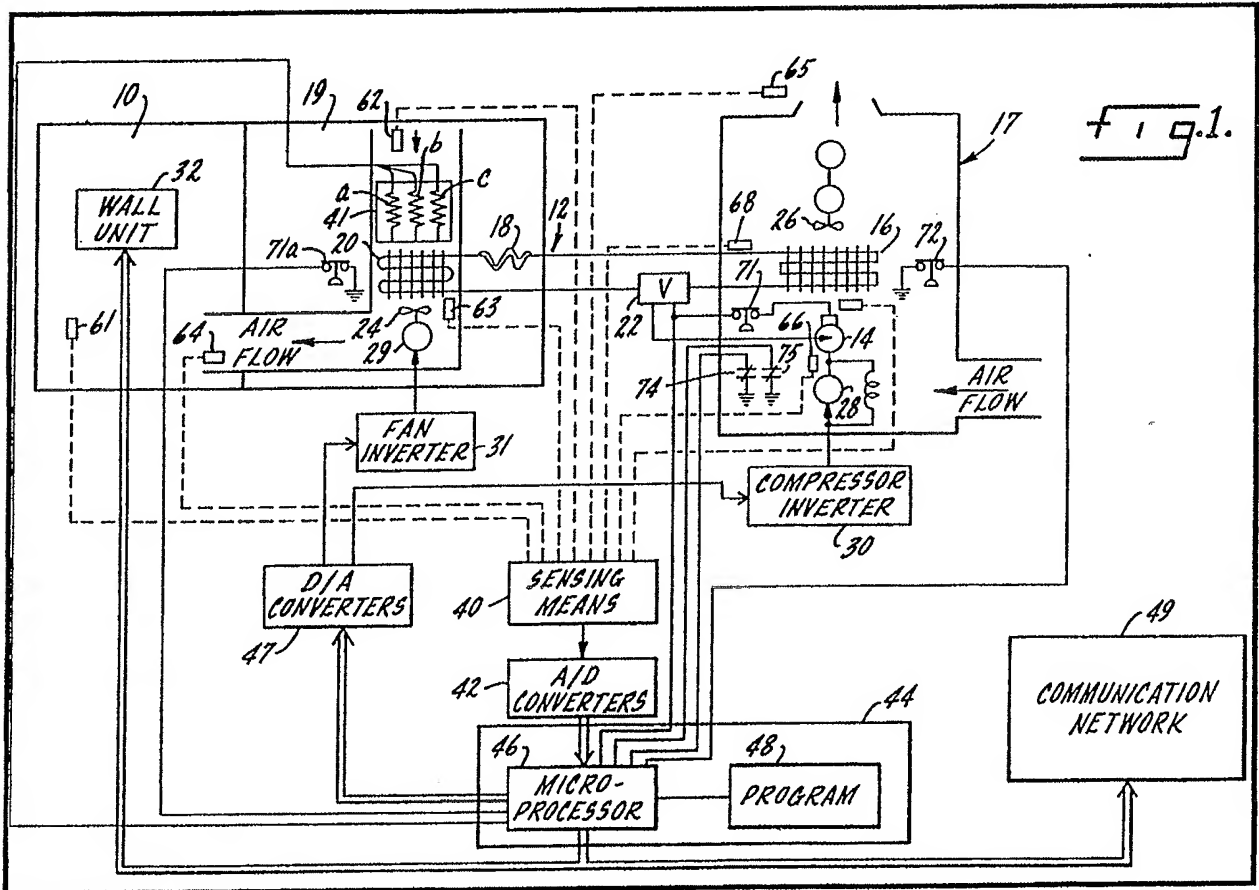 10
19
62
65
17
fig.1.
b
a
c
41
32
WALL
UNIT
12
18
68
26
16
72
71a
20
V
22
71
61
24
63
66
14
64
AIR
FLOW
29
74
75
28
AIR
FLOW
FAN
INVERTER
31
COMPRESSOR
INVERTER
30
D/A
CONVERTERS
47
40
SENSING
MEANS
49
COMMUNICATION
NETWORK
42
A/D
CONVERTERS
44
46
MICRO-
PROCESSOR
48
PROGRAM